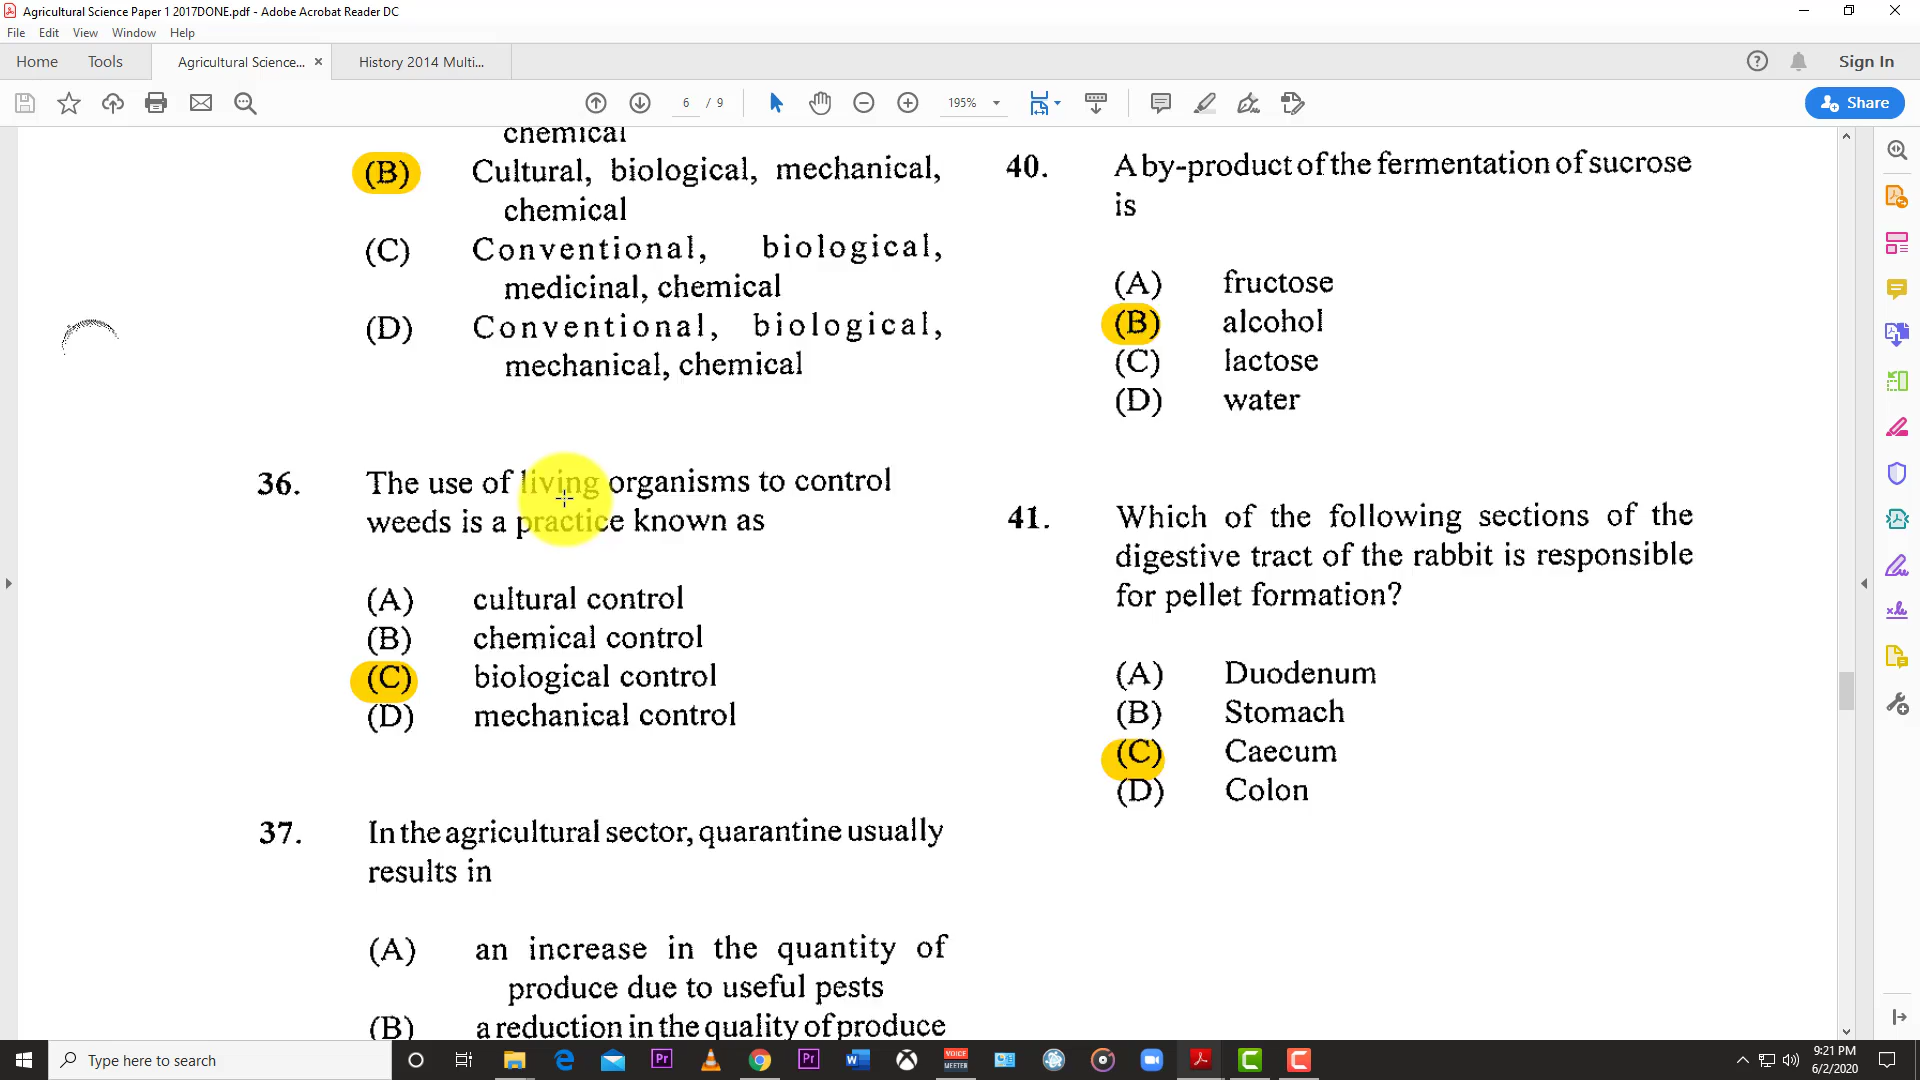 Agricultural Science Paper 1 2017DONE.pdf - Adobe Acrobat Reader DC
File Edit View Window Help
Home Tools Agricultural Science... × History 2014 Multi... Sign In
6 / 9 195% Share
chemical
(B) Cultural, biological, mechanical,
chemical
(C) Conventional, biological,
medicinal, chemical
(D) Conventional, biological,
mechanical, chemical
36. The use of living organisms to control
weeds is a practice known as
(A) cultural control
(B) chemical control
(C) biological control
(D) mechanical control
37. In the agricultural sector, quarantine usually
results in
(A) an increase in the quantity of
produce due to useful pests
(B) a reduction in the quality of produce
40. A by-product of the fermentation of sucrose
is
(A) fructose
(B) alcohol
(C) lactose
(D) water
41. Which of the following sections of the
digestive tract of the rabbit is responsible
for pellet formation?
(A) Duodenum
(B) Stomach
(C) Caecum
(D) Colon
Type here to search
Pr
Pr
VOICE
MEETER
9:21 PM
6/2/2020